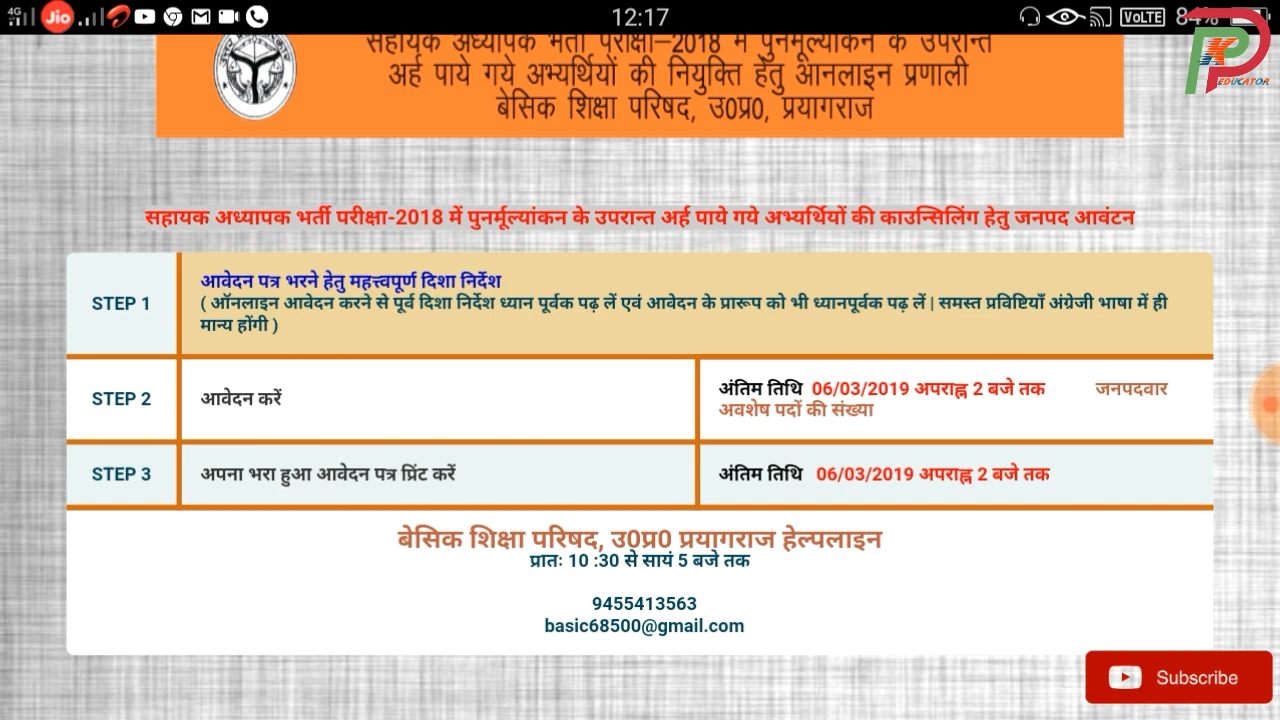 4G Jio 12:17 VoLTE 84%
EDUCATOR
सहायक अध्यापक भर्ती परीक्षा–2018 में पुनर्मूल्यांकन के उपरान्त
अर्ह पाये गये अभ्यर्थियों की नियुक्ति हेतु आनलाइन प्रणाली
बेसिक शिक्षा परिषद, उ0प्र0, प्रयागराज
सहायक अध्यापक भर्ती परीक्षा-2018 में पुनर्मूल्यांकन के उपरान्त अर्ह पाये गये अभ्यर्थियों की काउन्सिलिंग हेतु जनपद आवंटन
STEP 1
आवेदन पत्र भरने हेतु महत्त्वपूर्ण दिशा निर्देश
( ऑनलाइन आवेदन करने से पूर्व दिशा निर्देश ध्यान पूर्वक पढ़ लें एवं आवेदन के प्रारूप को भी ध्यानपूर्वक पढ़ लें | समस्त प्रविष्टियाँ अंग्रेजी भाषा में ही
मान्य होंगी )
STEP 2
आवेदन करें
अंतिम तिथि 06/03/2019 अपराह्न 2 बजे तक जनपदवार
अवशेष पदों की संख्या
STEP 3
अपना भरा हुआ आवेदन पत्र प्रिंट करें
अंतिम तिथि 06/03/2019 अपराह्न 2 बजे तक
बेसिक शिक्षा परिषद, उ0प्र0 प्रयागराज हेल्पलाइन
प्रातः 10 :30 से सायं 5 बजे तक
9455413563
basic68500@gmail.com
Subscribe